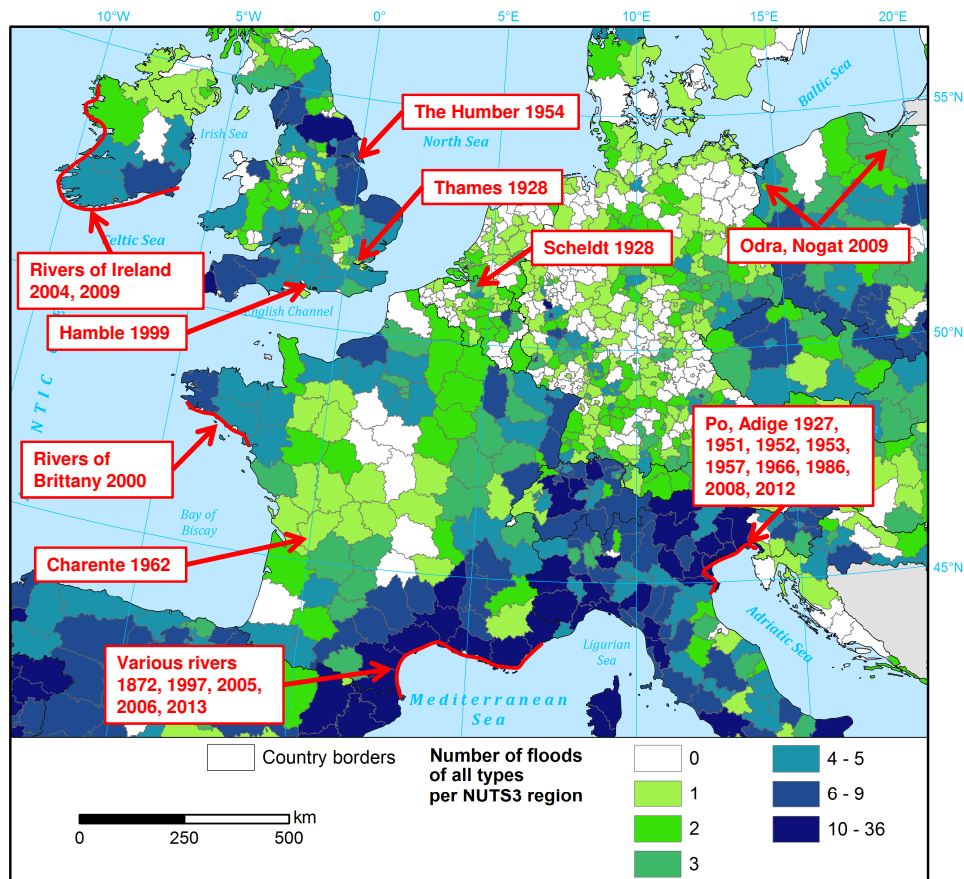 10°W
5°W
0°
5°E
10°E
15°E
20°E
Baltic Sea
55°N
The Humber 1954
North Sea
Irish Sea
Thames 1928
Scheldt 1928
Odra, Nogat 2009
Celtic Sea
Rivers of Ireland
2004, 2009
Hamble 1999
English Channel
50°N
NTIC
Po, Adige 1927,
1951, 1952, 1953,
1957, 1966, 1986,
2008, 2012
Rivers of
Brittany 2000
Bay of
Biscay
Charente 1962
45°N
Adriatic Sea
Ligurian
Sea
Various rivers
1872, 1997, 2005,
2006, 2013
Mediterranean
Sea
Country borders
Number of floods
of all types
per NUTS3 region
0
1
2
3
4 - 5
6 - 9
10 - 36
km
0
250
500